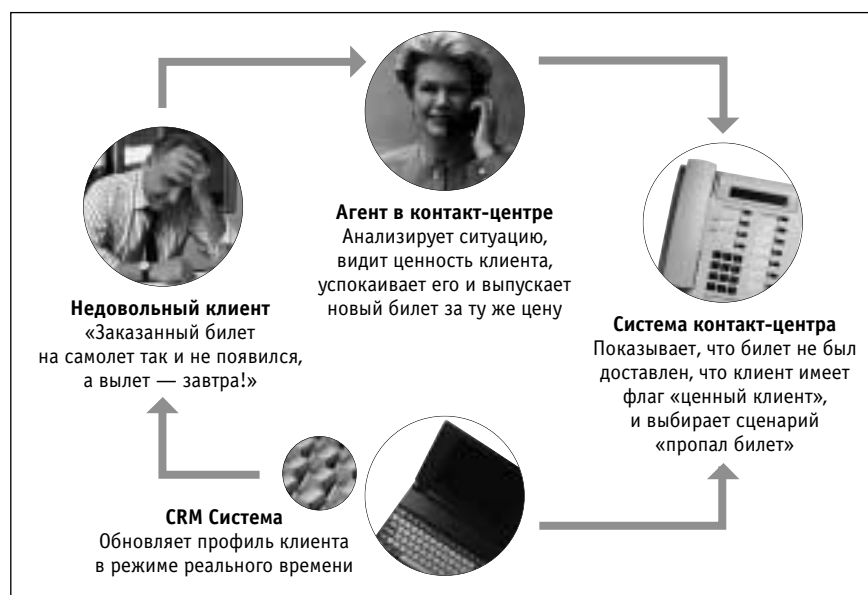 Агент в контакт-центре
Анализирует ситуацию,
видит ценность клиента,
успокаивает его и выпускает
новый билет за ту же цену
Недовольный клиент
«Заказанный билет
на самолет так и не появился,
а вылет — завтра!»
Система контакт-центра
Показывает, что билет не был
доставлен, что клиент имеет
флаг «ценный клиент»,
и выбирает сценарий
«пропал билет»
CRM Система
Обновляет профиль клиента
в режиме реального времени